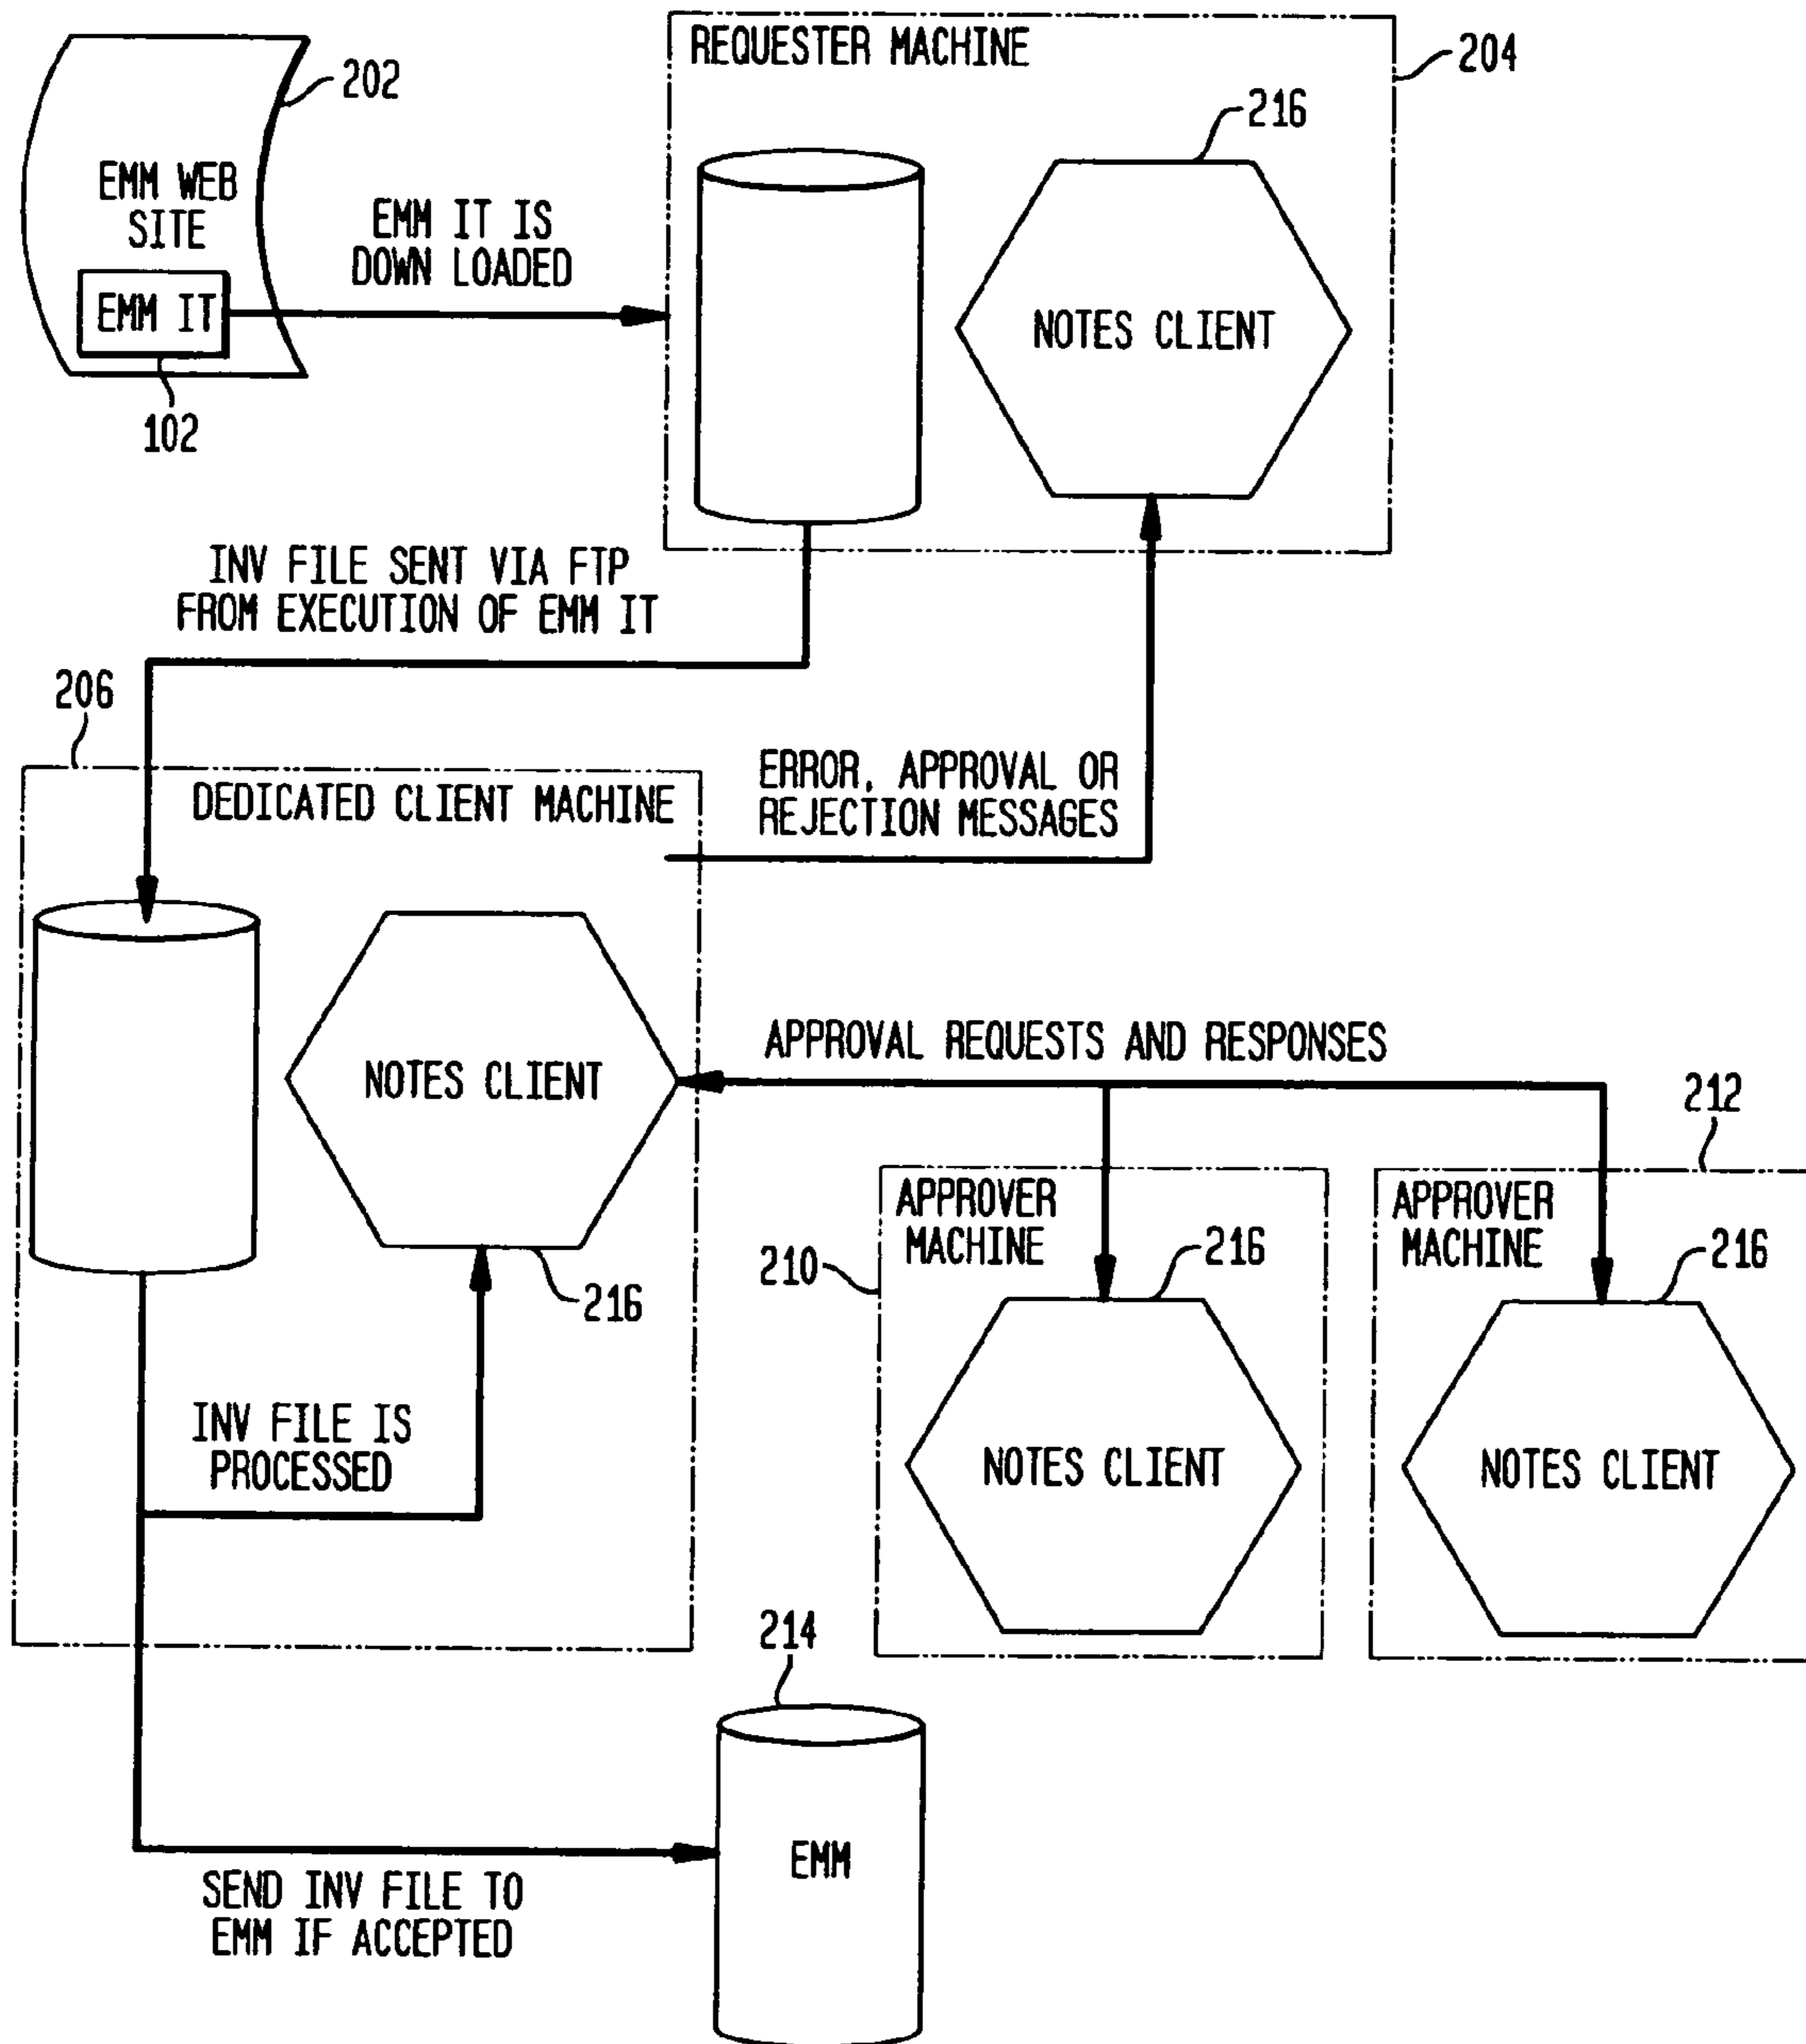 REQUESTER MACHINE
204
202
216
EMM WEB
SITE
EMM IT IS
DOWN LOADED
EMM IT
NOTES CLIENT
102
INV FILE SENT VIA FTP
FROM EXECUTION OF EMM IT
206
DEDICATED CLIENT MACHINE
ERROR, APPROVAL OR
REJECTION MESSAGES
NOTES CLIENT
APPROVAL REQUESTS AND RESPONSES
212
APPROVER
MACHINE
APPROVER
MACHINE
210
216
216
216
INV FILE IS
PROCESSED
NOTES CLIENT
NOTES CLIENT
214
EMM
SEND INV FILE TO
EMM IF ACCEPTED